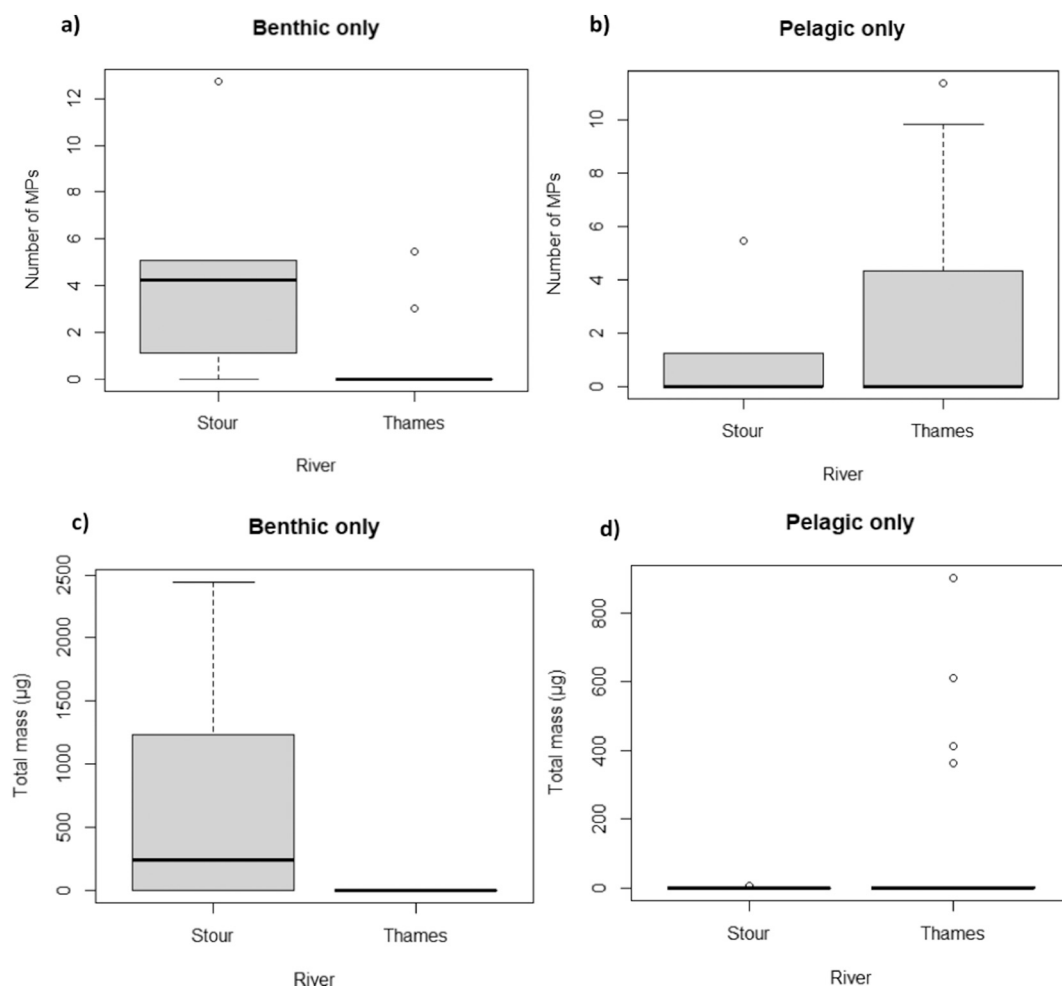 a) Benthic only
Number of MPs
12
10
8
6
4
2
0
Stour Thames
River
b) Pelagic only
Number of MPs
10
8
6
4
2
0
Stour Thames
River
c) Benthic only
Total mass (µg)
2500
2000
1500
1000
500
0
Stour Thames
River
d) Pelagic only
Total mass (µg)
800
600
400
200
0
Stour Thames
River